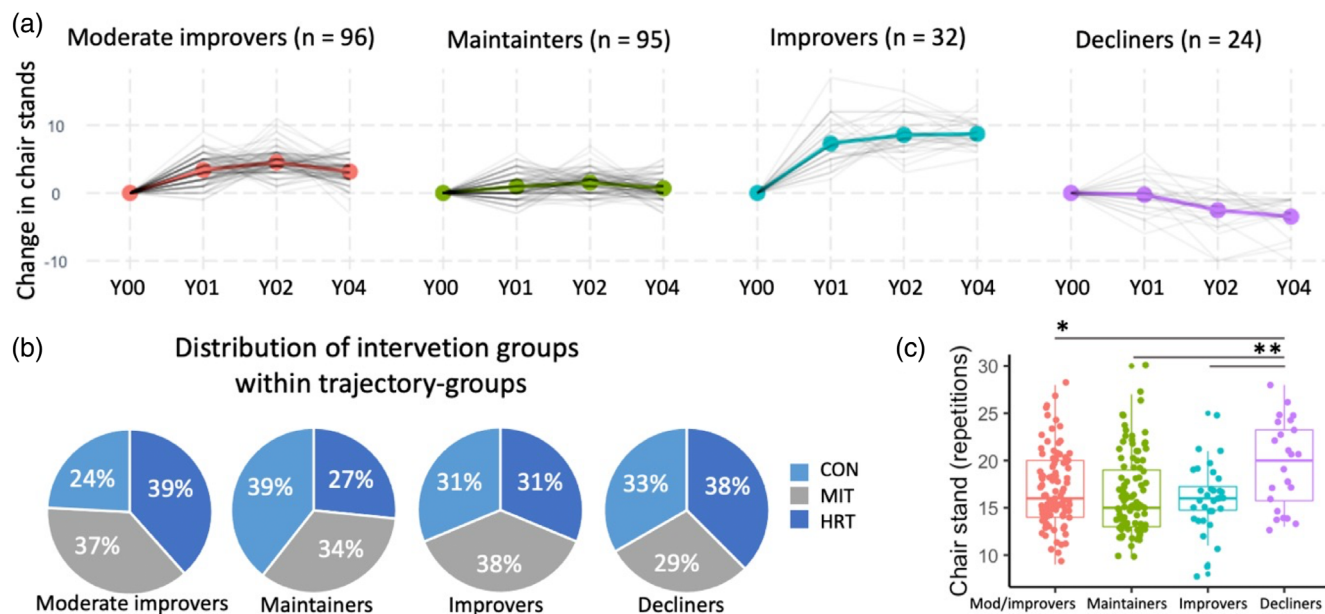 (a)
Moderate improvers (n = 96) Maintainters (n = 95) Improvers (n = 32) Decliners (n = 24)
Change in chair stands
10
0
-10
Y00 Y01 Y02 Y04 Y00 Y01 Y02 Y04 Y00 Y01 Y02 Y04 Y00 Y01 Y02 Y04
(b)
Distribution of intervetion groups
within trajectory-groups
24% 39% 37%
39% 27% 34%
31% 31% 38%
33% 38% 29%
Moderate improvers Maintainers Improvers Decliners
CON
MIT
HRT
(c)
*
**
Chair stand (repetitions)
30
25
20
15
10
Mod/improvers Maintainers Improvers Decliners